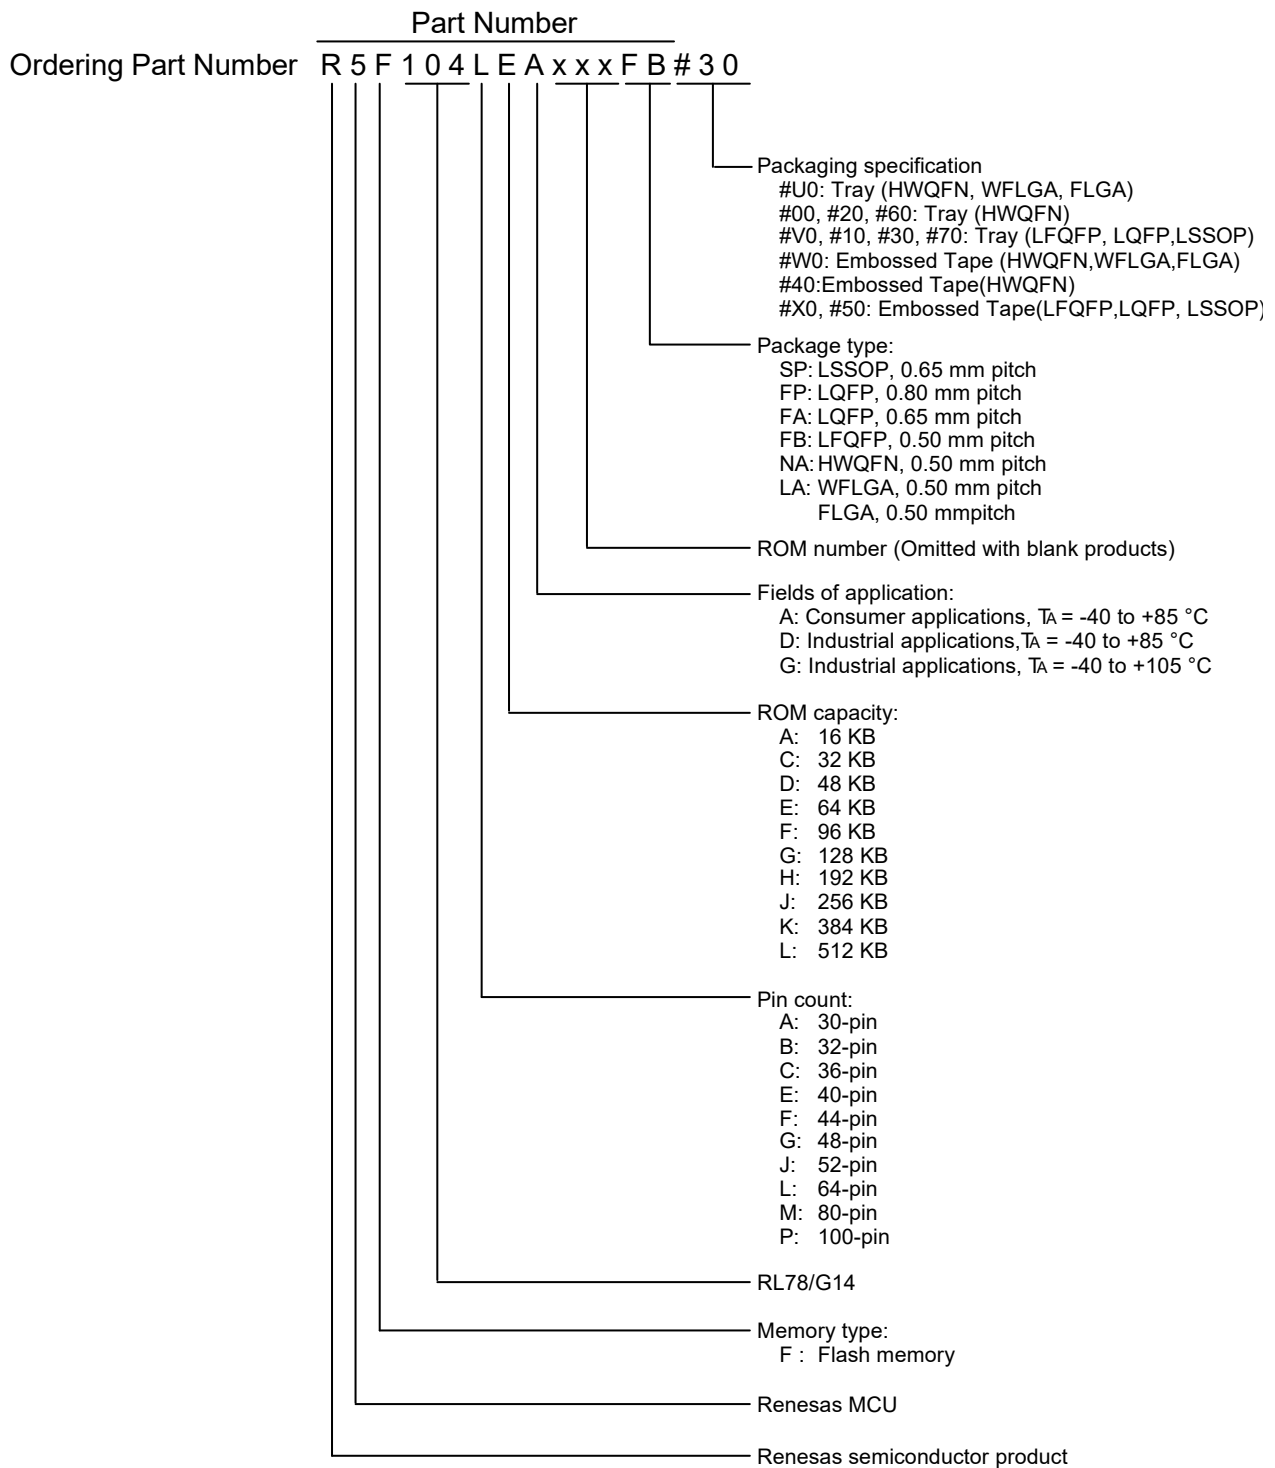 Part Number
Ordering Part Number R 5 F 1 0 4 L E A x x x F B # 3 0
Packaging specification
#U0: Tray (HWQFN, WFLGA, FLGA)
#00, #20, #60: Tray (HWQFN)
#V0, #10, #30, #70: Tray (LFQFP, LQFP,LSSOP)
#W0: Embossed Tape (HWQFN,WFLGA,FLGA)
#40:Embossed Tape(HWQFN)
#X0, #50: Embossed Tape(LFQFP,LQFP, LSSOP)
Package type:
SP: LSSOP, 0.65 mm pitch
FP: LQFP, 0.80 mm pitch
FA: LQFP, 0.65 mm pitch
FB: LFQFP, 0.50 mm pitch
NA: HWQFN, 0.50 mm pitch
LA: WFLGA, 0.50 mm pitch
FLGA, 0.50 mmpitch
ROM number (Omitted with blank products)
Fields of application:
A: Consumer applications, TA = -40 to +85 °C
D: Industrial applications,TA = -40 to +85 °C
G: Industrial applications, TA = -40 to +105 °C
ROM capacity:
A: 16 KB
C: 32 KB
D: 48 KB
E: 64 KB
F: 96 KB
G: 128 KB
H: 192 KB
J: 256 KB
K: 384 KB
L: 512 KB
Pin count:
A: 30-pin
B: 32-pin
C: 36-pin
E: 40-pin
F: 44-pin
G: 48-pin
J: 52-pin
L: 64-pin
M: 80-pin
P: 100-pin
RL78/G14
Memory type:
F : Flash memory
Renesas MCU
Renesas semiconductor product